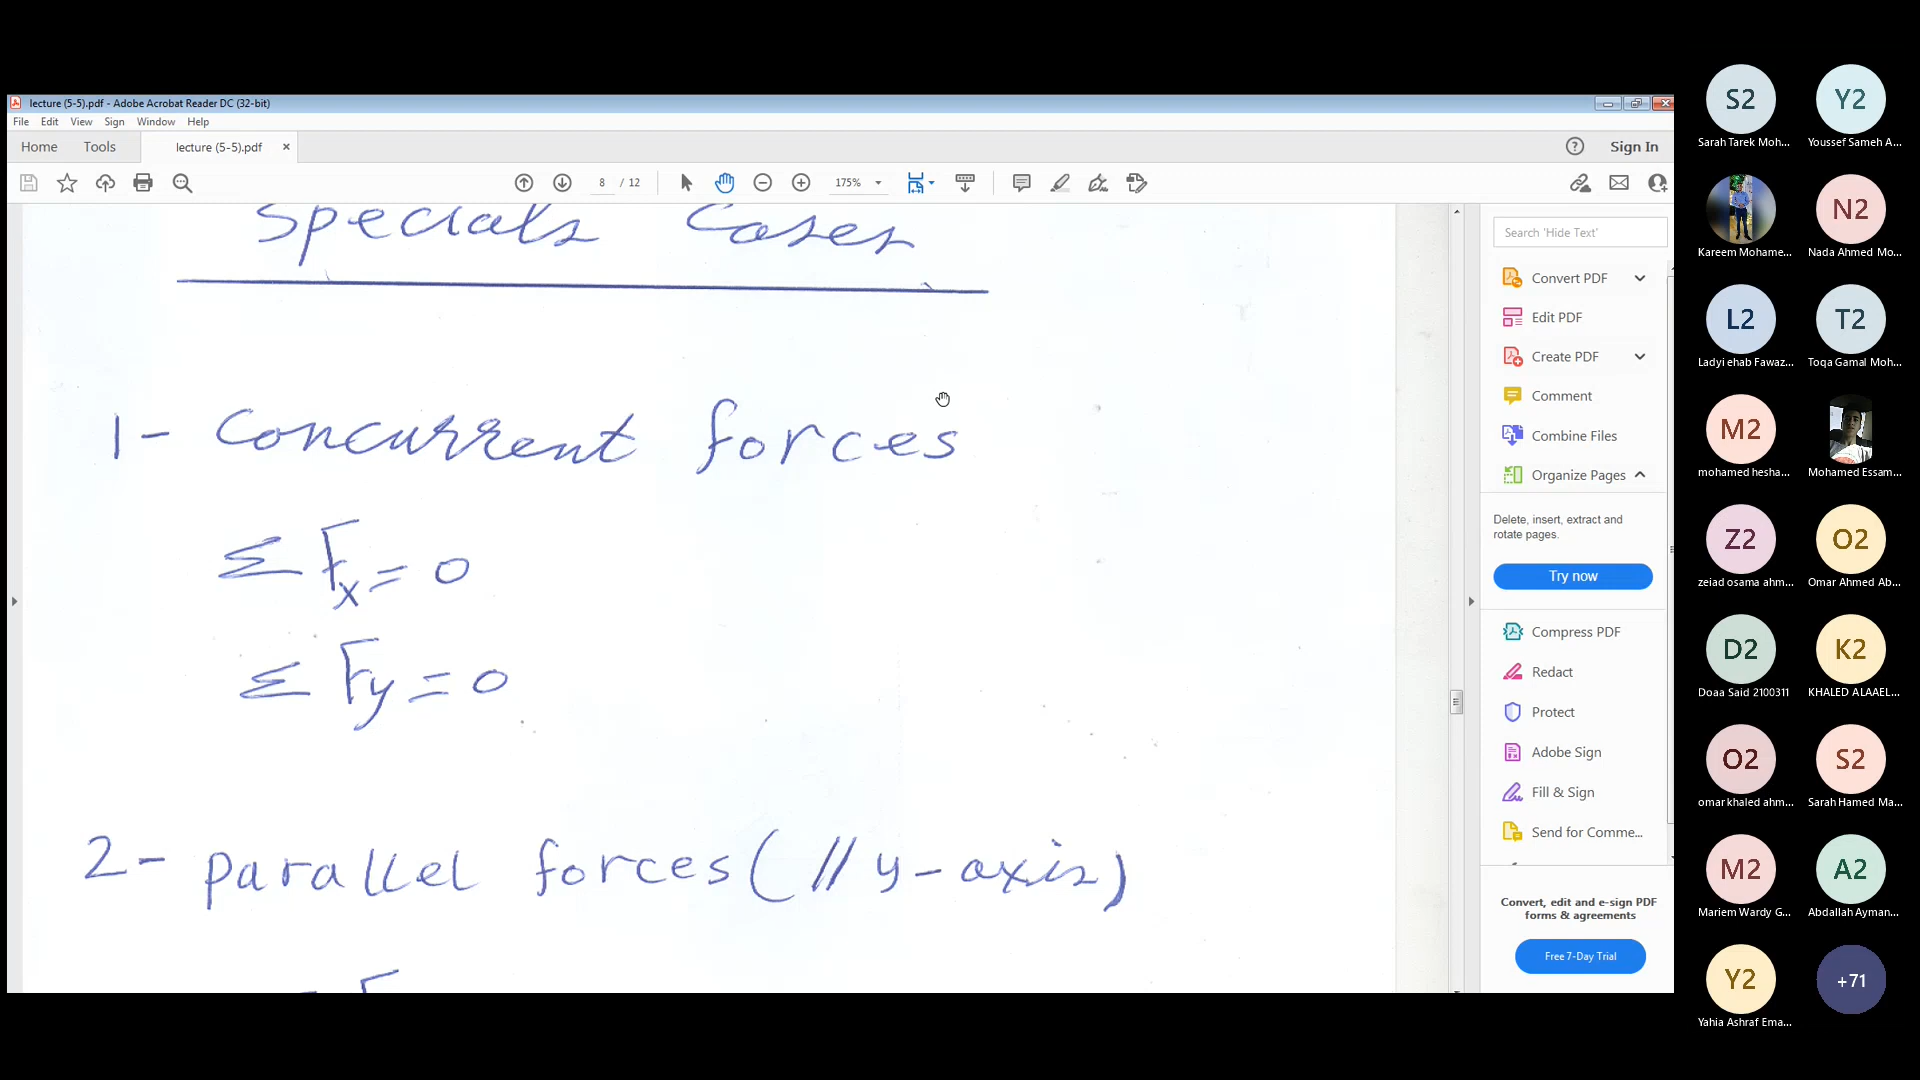 lecture (5-5).pdf - Adobe Acrobat Reader DC (32-bit)
File Edit View Sign Window Help
Home Tools lecture (5-5).pdf × Sign In
8 / 12 175%
Specials Cases
1- Concurrent forces
Σ Fx = 0
Σ Fy = 0
2- parallel forces ( // y-axis)
Search 'Hide Text'
Convert PDF
Edit PDF
Create PDF
Comment
Combine Files
Organize Pages
Delete, insert, extract and
rotate pages.
Try now
Compress PDF
Redact
Protect
Adobe Sign
Fill & Sign
Send for Comme...
Convert, edit and e-sign PDF
forms & agreements
Free 7-Day Trial
S2 Y2
Sarah Tarek Moh... Youssef Sameh A...
N2
Kareem Mohame... Nada Ahmed Mo...
L2 T2
Ladyi ehab Fawaz... Toqa Gamal Moh...
M2
mohamed hesha... Mohamed Essam...
Z2 O2
zeiad osama ahm... Omar Ahmed Ab...
D2 K2
Doaa Said 2100311 KHALED ALAAEL...
O2 S2
omar khaled ahm... Sarah Hamed Ma...
M2 A2
Mariem Wardy G... Abdallah Ayman...
Y2 +71
Yahia Ashraf Ema...